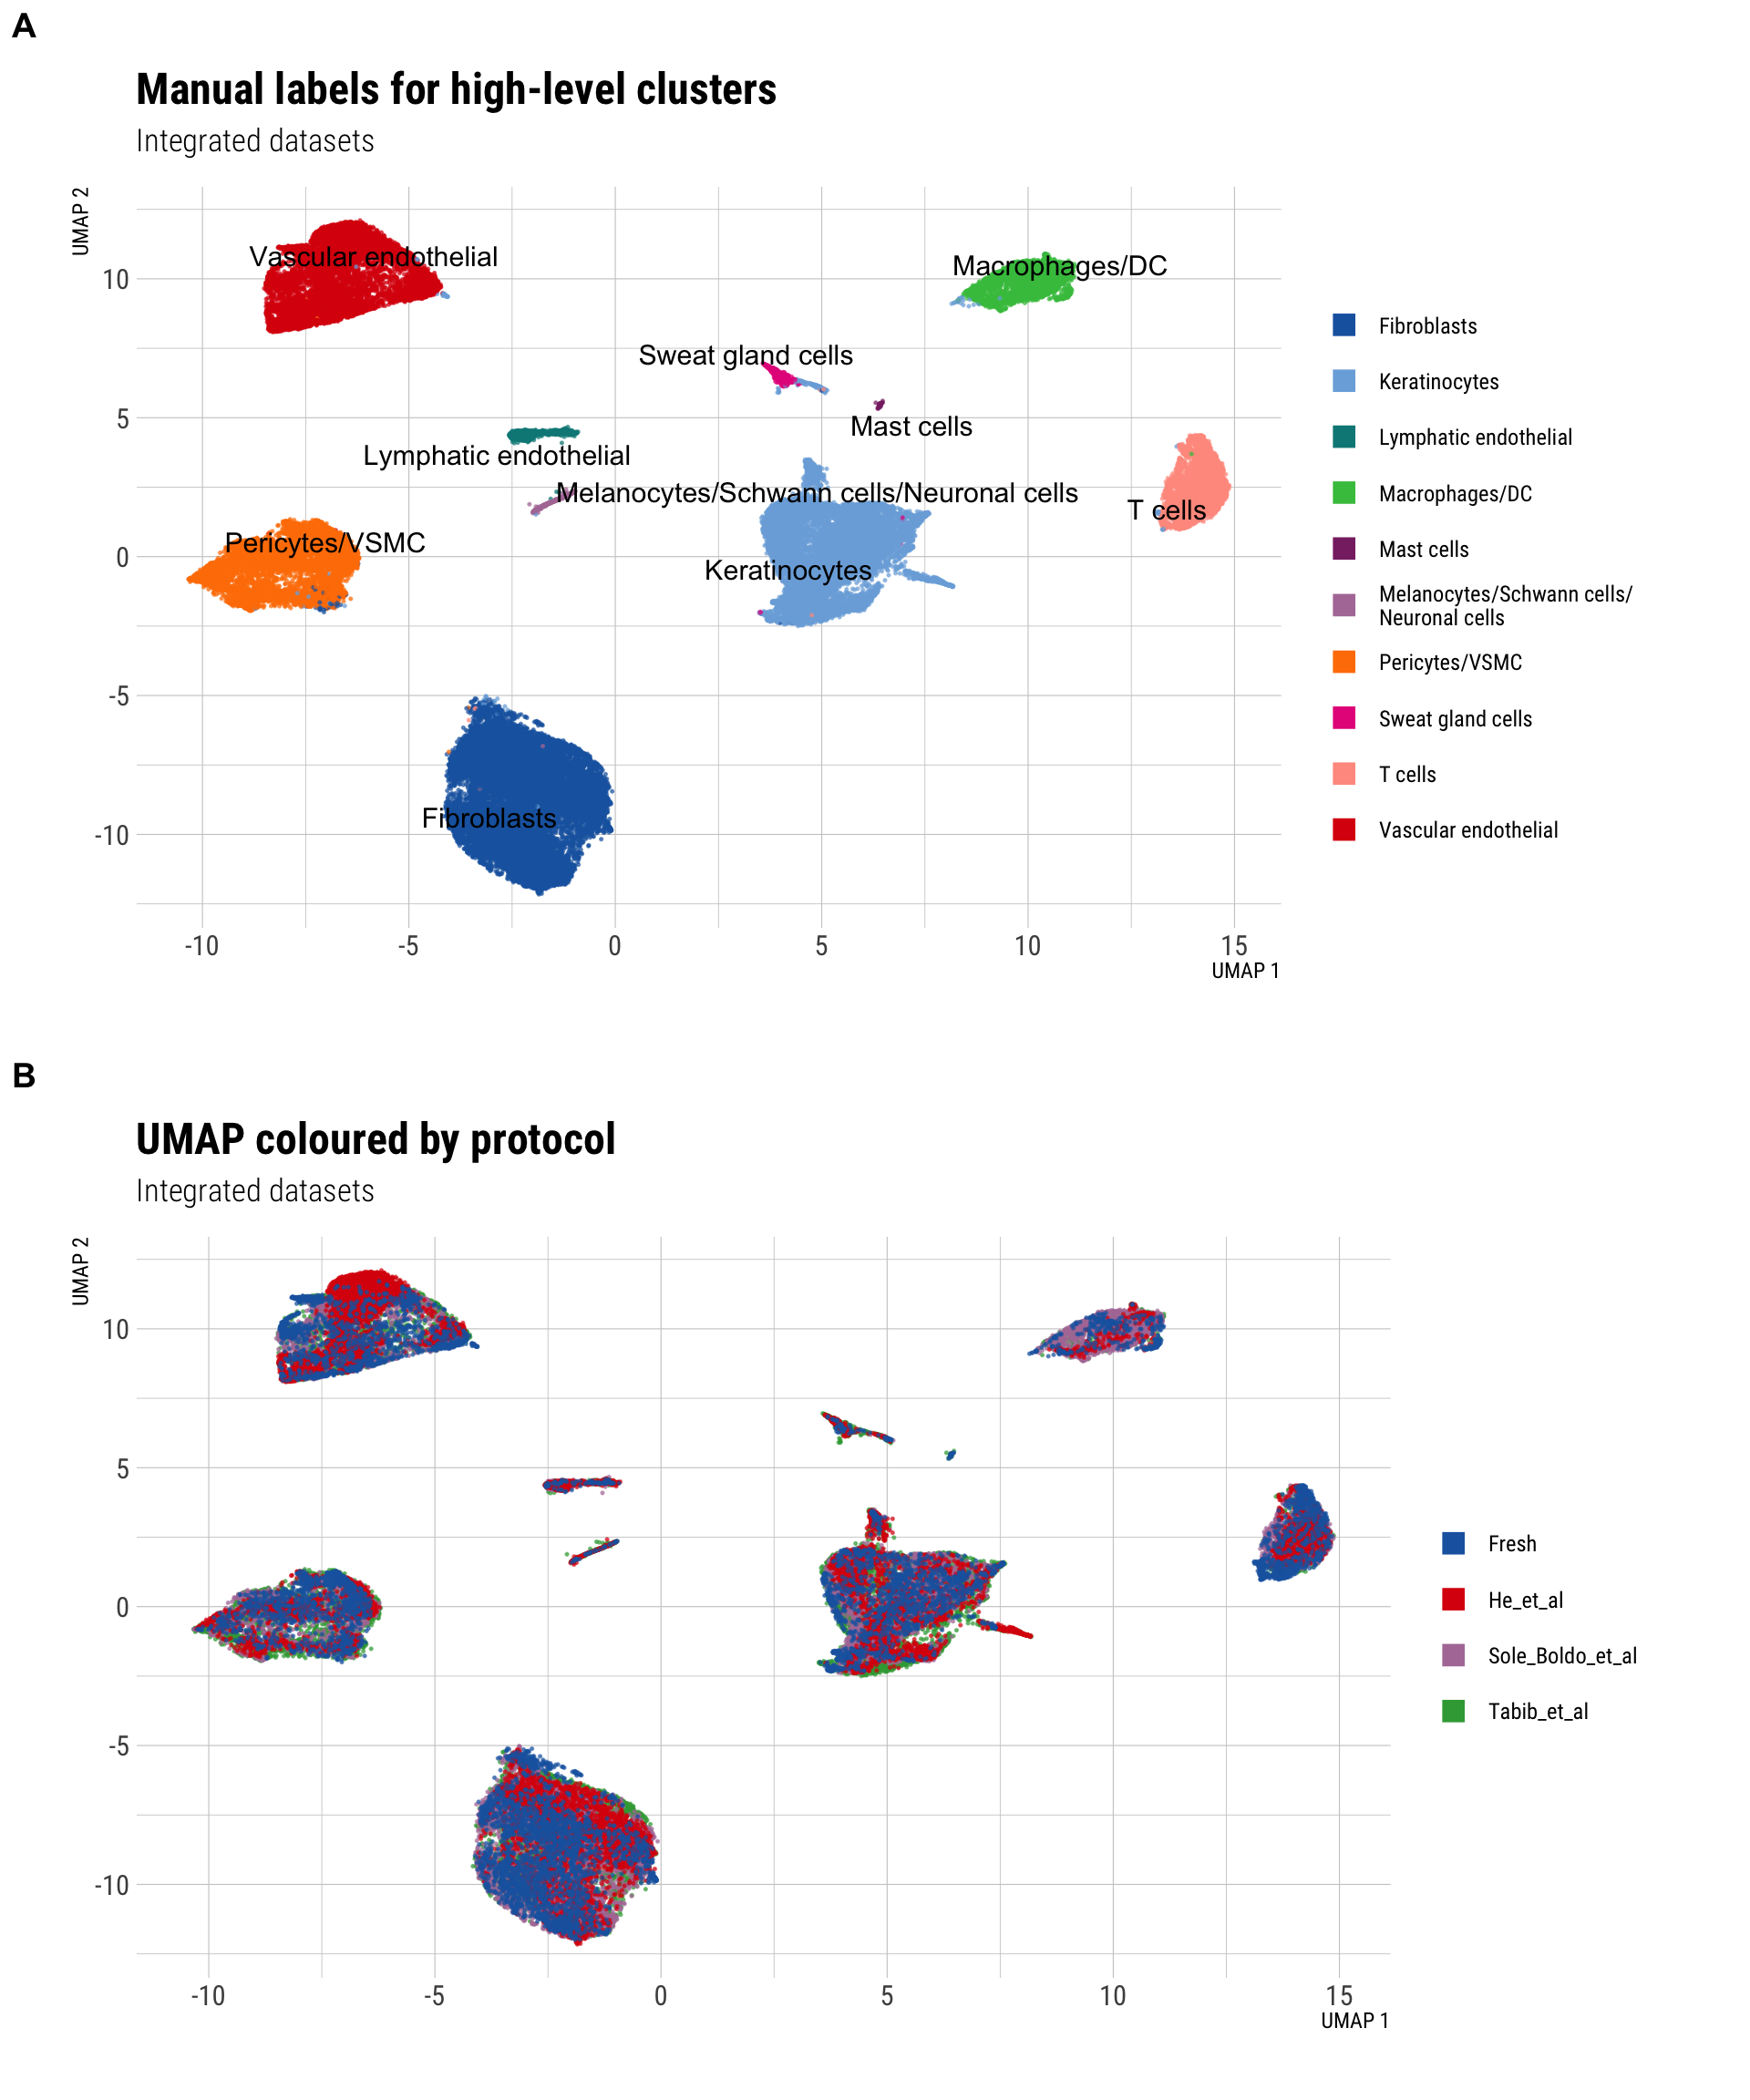 A
Manual labels for high-level clusters
Integrated datasets
UMAP 2
10
5
0
-5
-10
Vascular endothelial
Macrophages/DC
Sweat gland cells
Mast cells
Lymphatic endothelial
Melanocytes/Schwann cells/Neuronal cells
T cells
Pericytes/VSMC
Keratinocytes
Fibroblasts
-10
-5
0
5
10
15
UMAP 1
Fibroblasts
Keratinocytes
Lymphatic endothelial
Macrophages/DC
Mast cells
Melanocytes/Schwann cells/
Neuronal cells
Pericytes/VSMC
Sweat gland cells
T cells
Vascular endothelial
B
UMAP coloured by protocol
Integrated datasets
UMAP 2
10
5
0
-5
-10
-10
-5
0
5
10
15
UMAP 1
Fresh
He_et_al
Sole_Boldo_et_al
Tabib_et_al